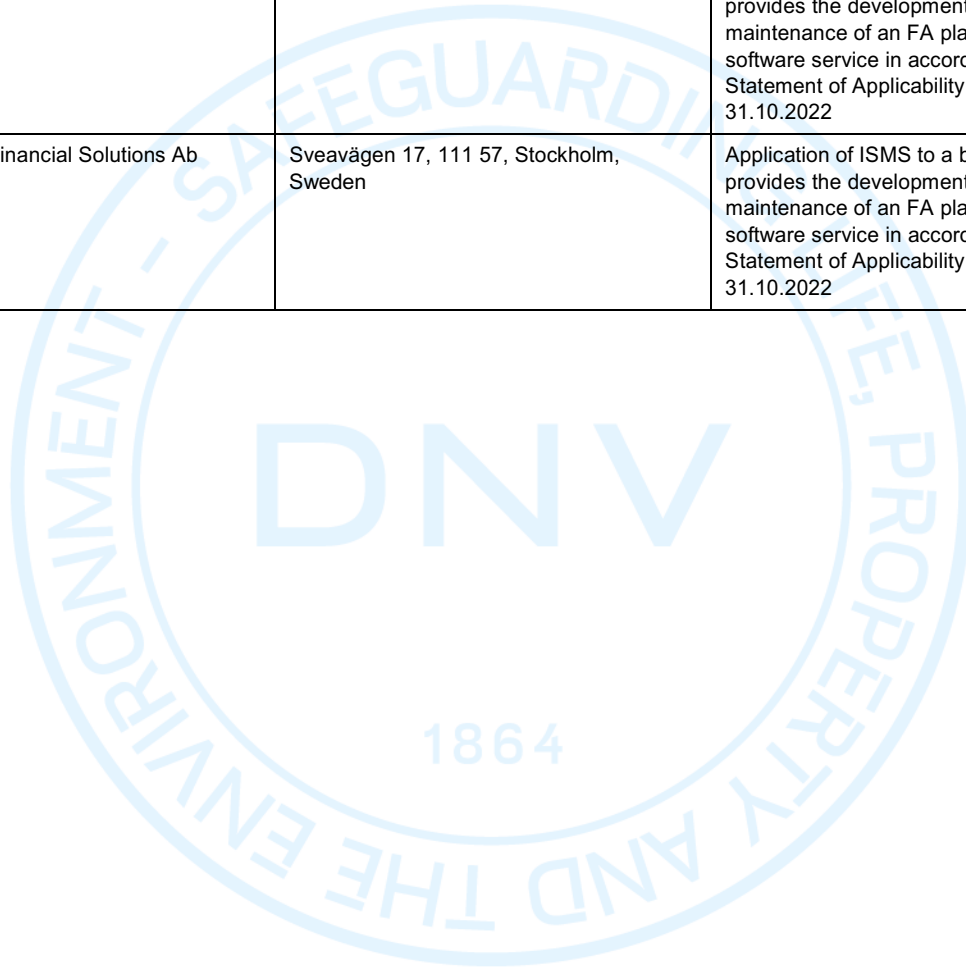 provides the development
maintenance of an FA pla
software service in accord
Statement of Applicability
31.10.2022
inancial Solutions Ab
Sveavägen 17, 111 57, Stockholm,
Sweden
Application of ISMS to a b
provides the development
maintenance of an FA pla
software service in accord
Statement of Applicability
31.10.2022
SAFEGUARDING LIFE, PROPERTY AND THE ENVIRONMENT -
DNV
1864